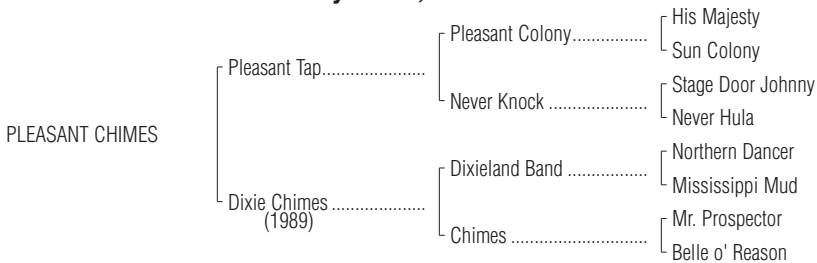 His Majesty
Pleasant Colony...............
Sun Colony
Pleasant Tap.....................
Stage Door Johnny
Never Knock ....................
Never Hula
PLEASANT CHIMES
Northern Dancer
Dixieland Band ................
Mississippi Mud
Dixie Chimes ...................
(1989)
Mr. Prospector
Chimes ...........................
Belle o' Reason